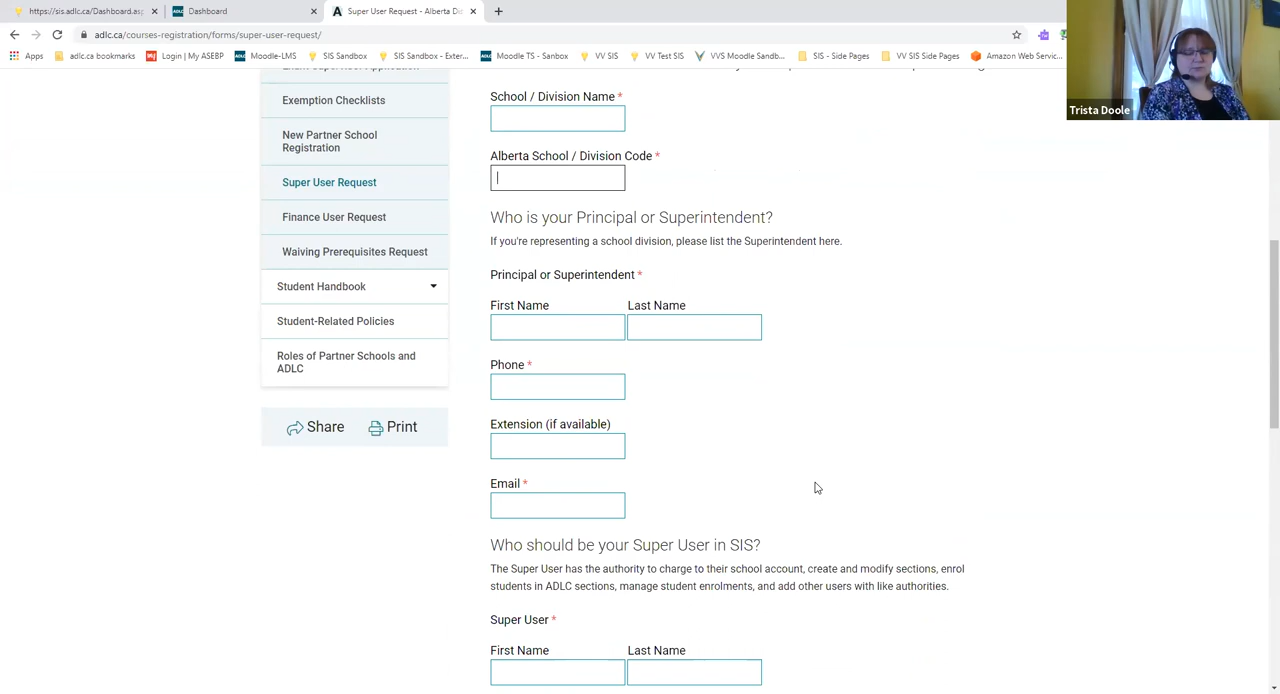 https://sis.adlc.ca/Dashboard.asp
Dashboard
Super User Request - Alberta Di
adlc.ca/courses-registration/forms/super-user-request/
Apps
adlc.ca bookmarks
Login | My ASEBP
Moodle-LMS
SIS Sandbox
SIS Sandbox - Exter...
Moodle TS - Sanbox
VV SIS
VV Test SIS
VVS Moodle Sandb...
SIS - Side Pages
VV SIS Side Pages
Amazon Web Servic...
Trista Doole
Exemption Checklists
New Partner School
Registration
Super User Request
Finance User Request
Waiving Prerequisites Request
Student Handbook
Student-Related Policies
Roles of Partner Schools and
ADLC
Share
Print
School / Division Name *
Alberta School / Division Code *
Who is your Principal or Superintendent?
If you're representing a school division, please list the Superintendent here.
Principal or Superintendent *
First Name
Last Name
Phone *
Extension (if available)
Email *
Who should be your Super User in SIS?
The Super User has the authority to charge to their school account, create and modify sections, enrol
students in ADLC sections, manage student enrolments, and add other users with like authorities.
Super User *
First Name
Last Name